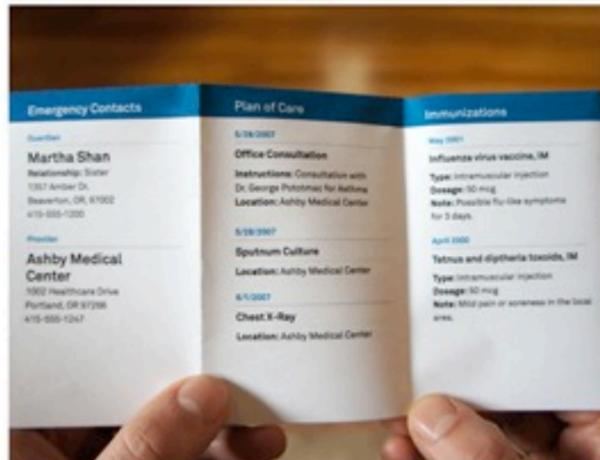 Emergency Contacts
Guardian
Martha Shan
Relationship: Sister
1357 Amber Dr.
Beaverton, OR, 97002
415-555-1200
Provider
Ashby Medical
Center
1002 Healthcare Drive
Portland, OR 97266
415-555-1247
Plan of Care
5/28/2007
Office Consultation
Instructions: Consultation with
Dr. George Potatmac for Asthma
Location: Ashby Medical Center
5/28/2007
Sputnum Culture
Location: Ashby Medical Center
6/1/2007
Chest X-Ray
Location: Ashby Medical Center
Immunizations
May 2001
Influenza virus vaccine, IM
Type: Intramuscular injection
Dosage: 50 mcg
Note: Possible flu-like symptoms
for 3 days.
April 2000
Tetnus and diptheria toxoids, IM
Type: Intramuscular injection
Dosage: 50 mcg
Note: Mild pain or soreness in the local
area.